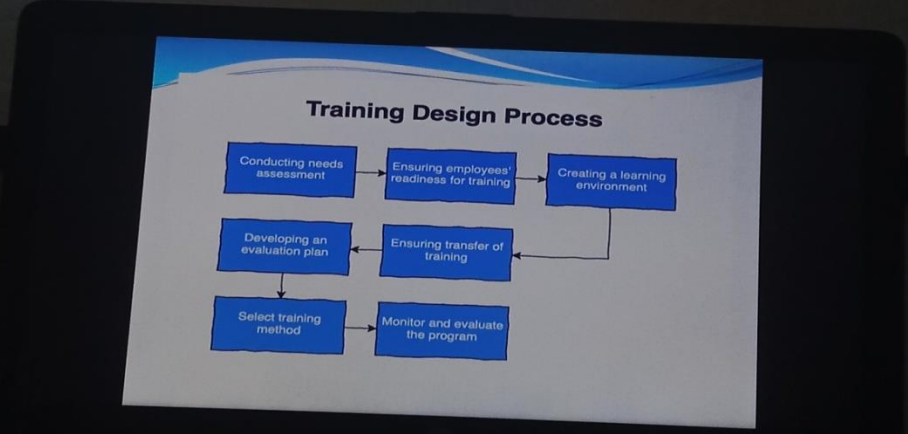 Training Design Process
Conducting needs
assessment
Ensuring employees'
readiness for training
Creating a learning
environment
Ensuring transfer of
training
Developing an
evaluation plan
Select training
method
Monitor and evaluate
the program